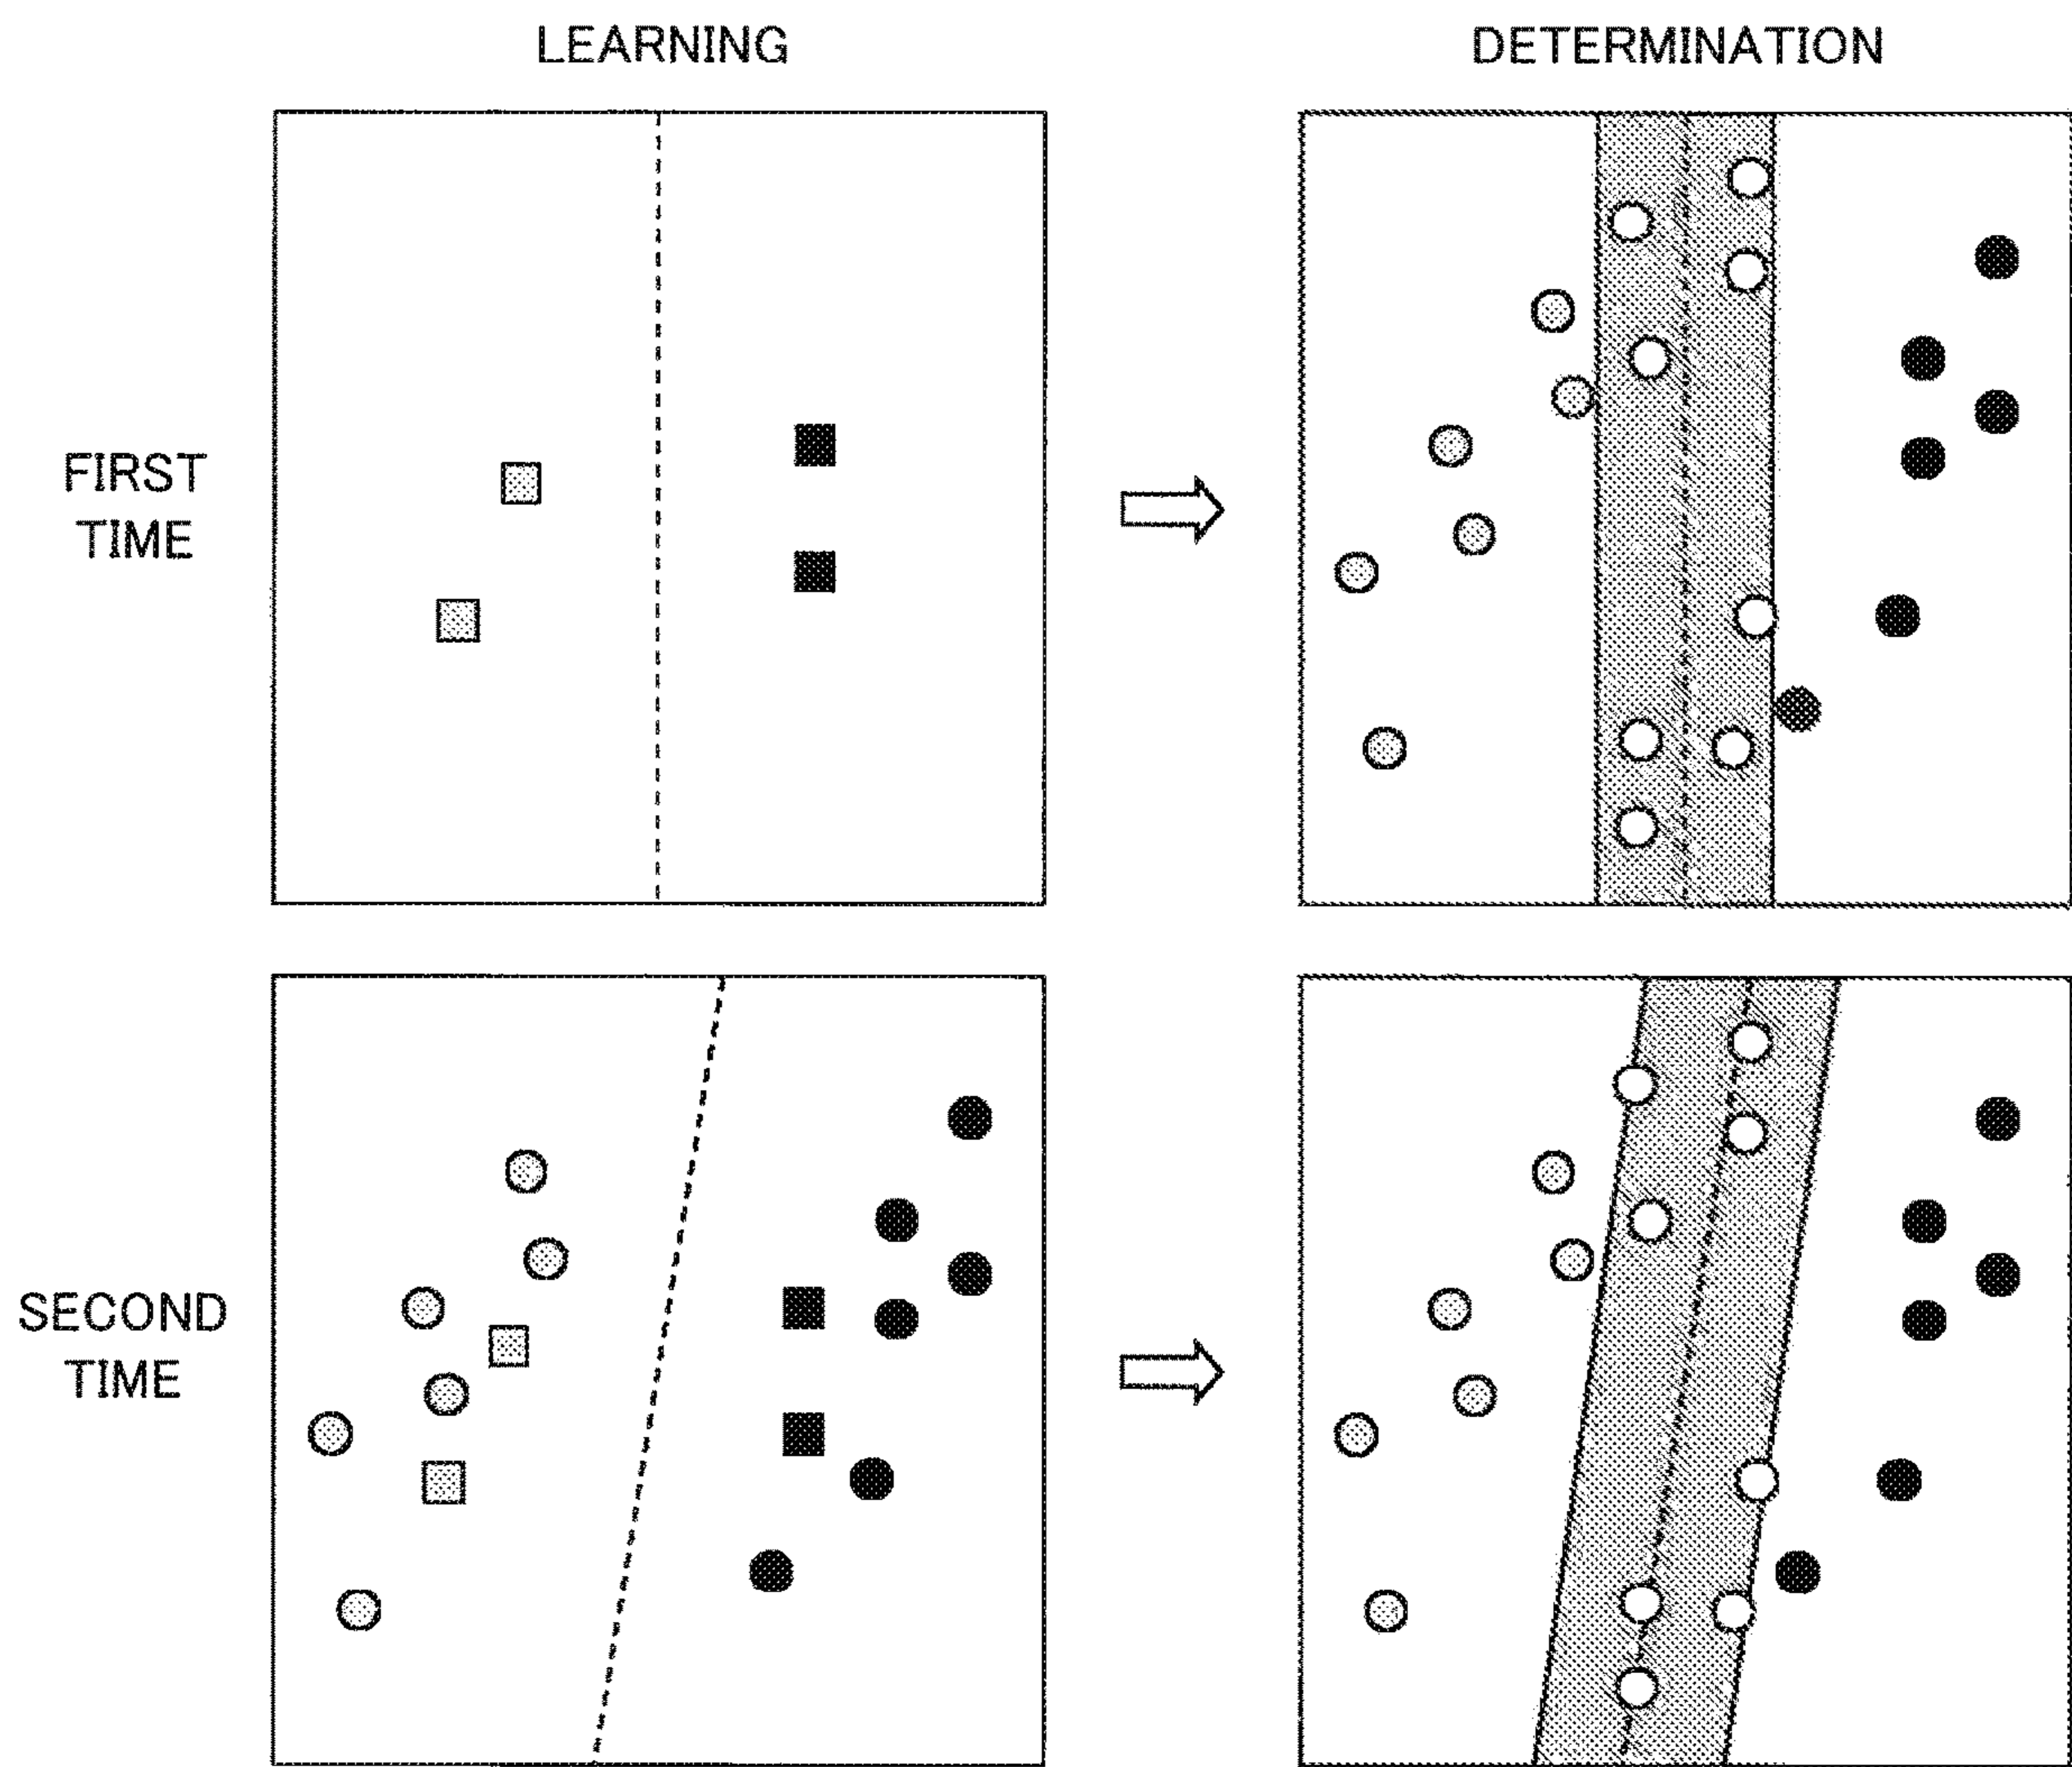 LEARNING
DETERMINATION
FIRST
TIME
SECOND
TIME